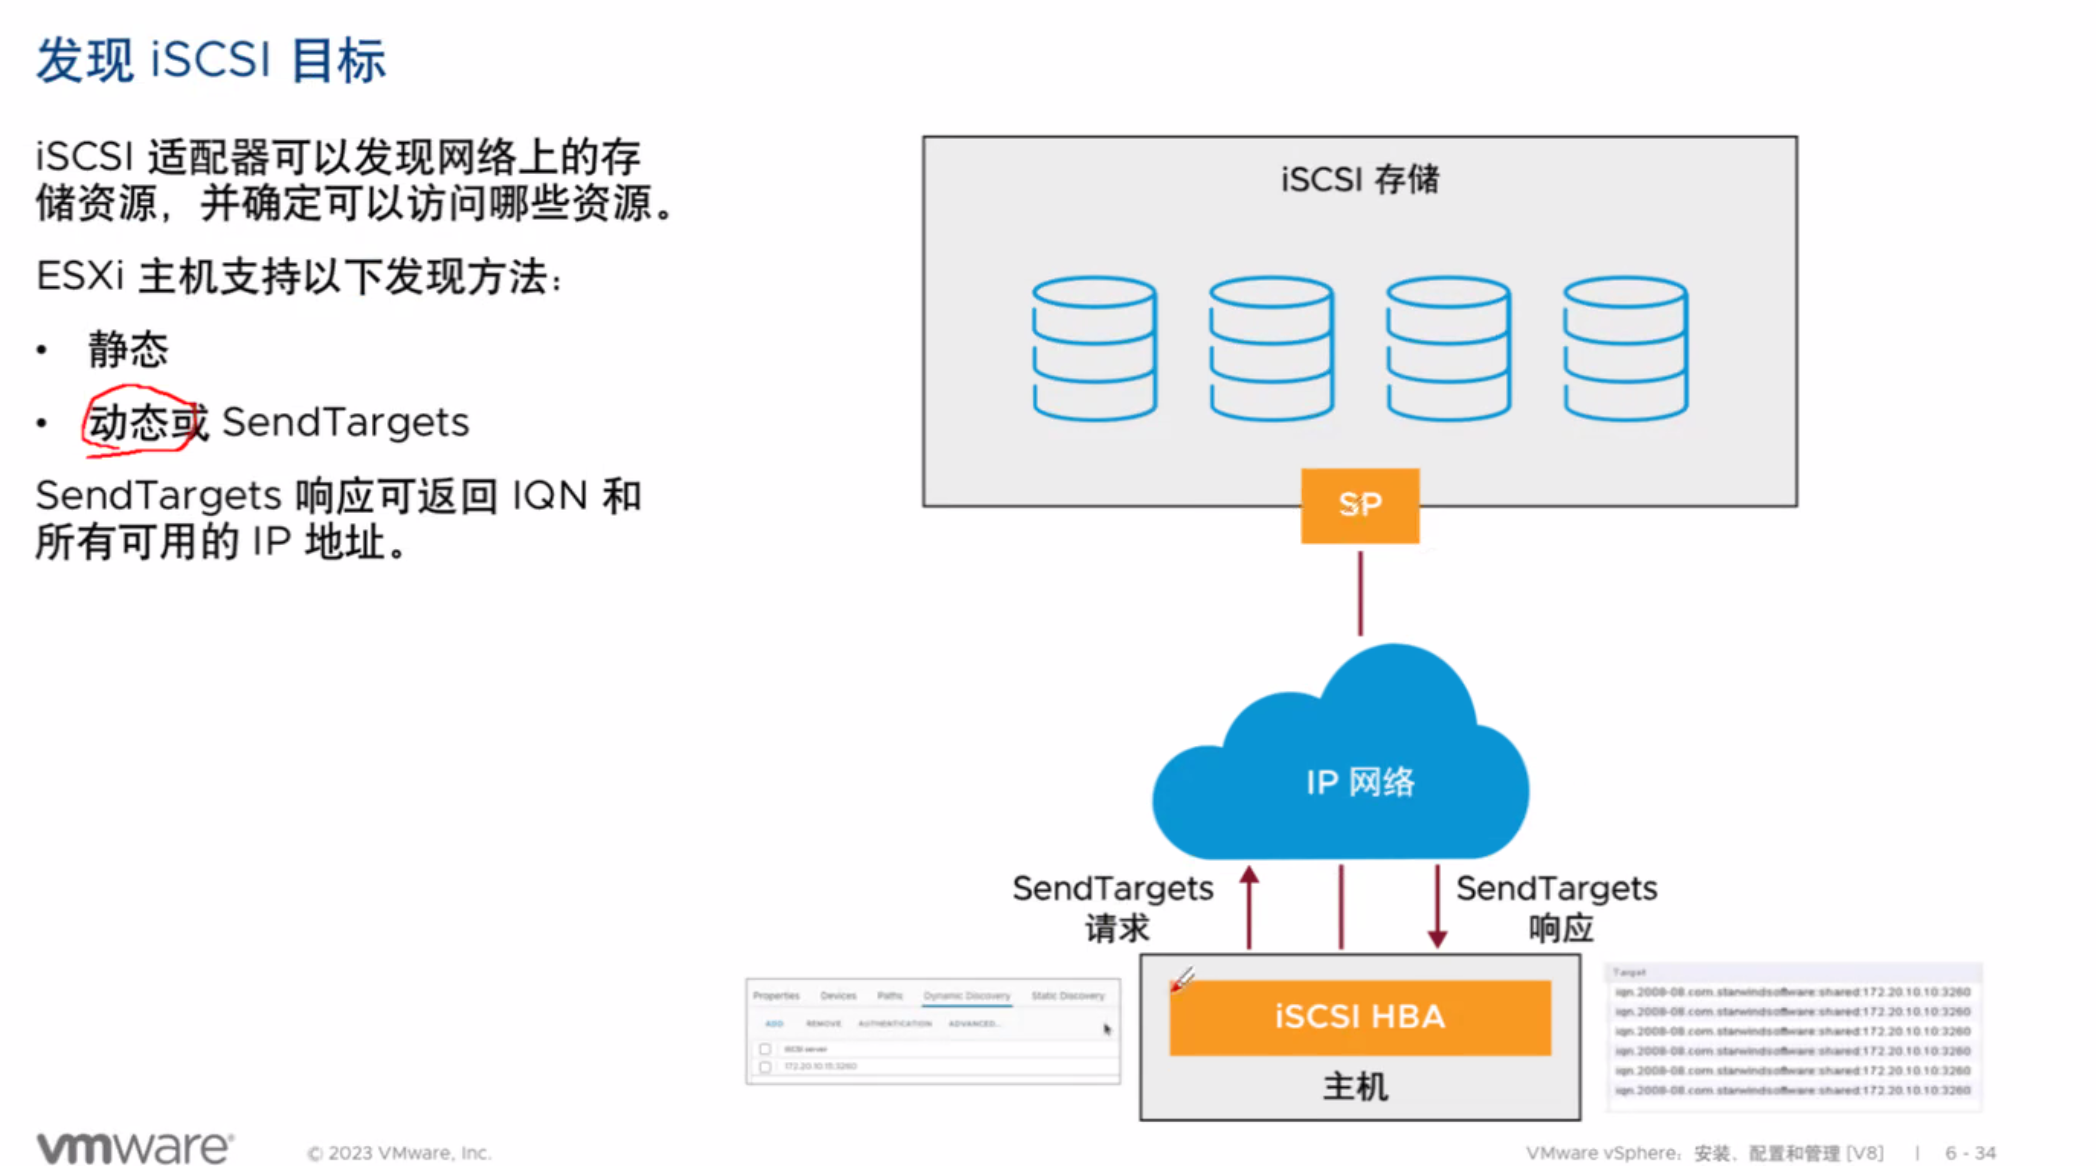 发现 iSCSI 目标
iSCSI 适配器可以发现网络上的存
储资源，并确定可以访问哪些资源。
ESXi 主机支持以下发现方法：
• 静态
• 动态或 SendTargets
SendTargets 响应可返回 IQN 和
所有可用的 IP 地址。
iSCSI 存储
SP
IP 网络
SendTargets
请求
SendTargets
响应
iSCSI HBA
主机
Properties Devices Paths Dynamic Discovery Static Discovery
ADD REMOVE AUTHENTICATION ADVANCED...
iSCSI server
172.20.10.15:3260
Target
iqn.2008-08.com.starwindsoftware:shared:172.20.10.10:3260
iqn.2008-08.com.starwindsoftware:shared:172.20.10.10:3260
iqn.2008-08.com.starwindsoftware:shared:172.20.10.10:3260
iqn.2008-08.com.starwindsoftware:shared:172.20.10.10:3260
iqn.2008-08.com.starwindsoftware:shared:172.20.10.10:3260
iqn.2008-08.com.starwindsoftware:shared:172.20.10.10:3260
vmware®
© 2023 VMware, Inc.
VMware vSphere：安装、配置和管理 [V8] | 6 - 34